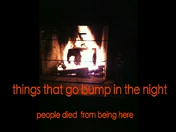 things that go bump in the night
people died from being here